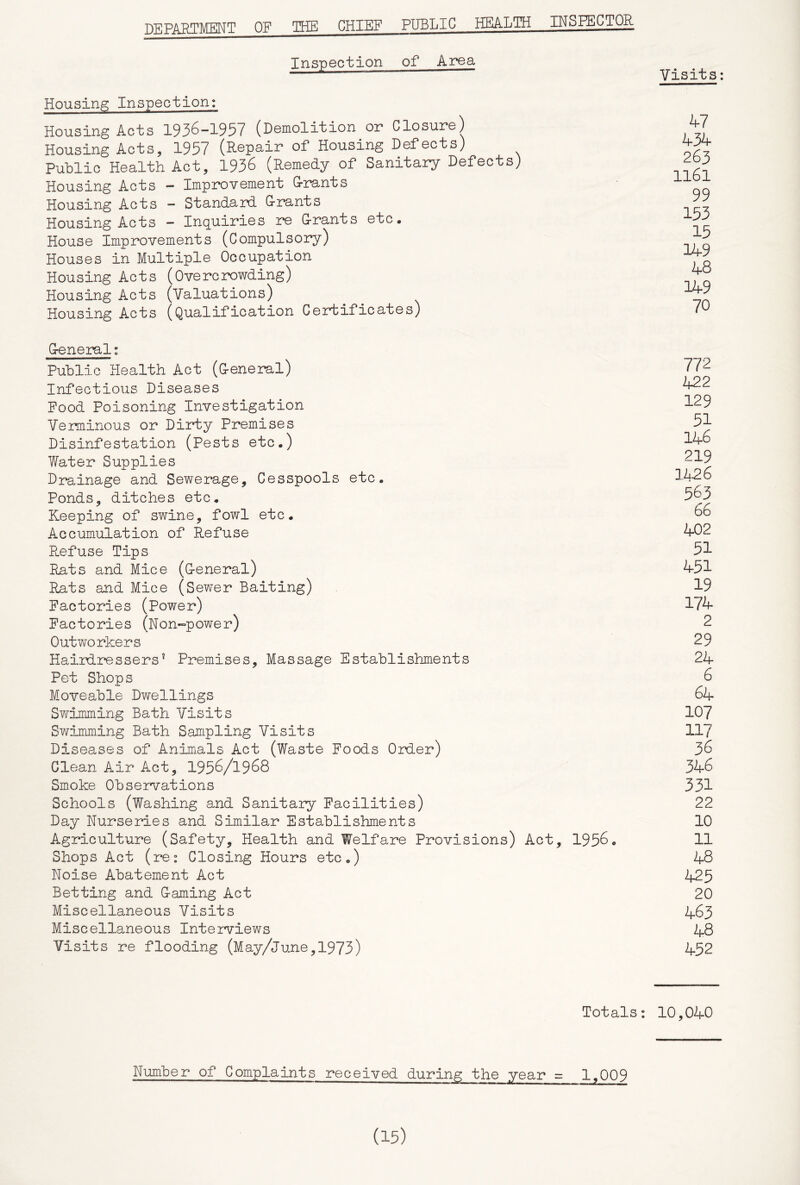 DEPARTMENT OF THE CHIEF PUBLIC HEALTH INSPECTOR
Inspection of Area
Visits:
Housing Inspection:
Housing Acts 1936-1957 (Demolition or Closure) 47
Housing Acts, 1957 (Repair of Housing Defects) 434
Public Health Act, 1936 (Remedy of Sanitary Defects) 263
Housing Acts - Improvement Grants 1161
Housing Acts - Standard Grants 99
Housing Acts - Inquiries re Grants etc. 153
House Improvements (Compulsory) 15
Houses in Multiple Occupation 149
Housing Acts (Overcrowding) 48
Housing Acts (Valuations) 149
Housing Acts (Qualification Certificates) 70
General:
Public Health Act (General) 772
Infectious Diseases 422
Food Poisoning Investigation 129
Verminous or Dirty Premises 51
Disinfestation (Pests etc.) 146
Water Supplies 219
Drainage and Sewerage, Cesspools etc. 1426
Ponds, ditches etc. 563
Keeping of swine, fowl etc. 66
Accumulation of Refuse 402
Refuse Tips 51
Rats and Mice (General) 451
Rats and Mice (Sewer Baiting) 19
Factories (Power) 174
Factories (Non-power) 2
Outworkers 29
Hairdressers' Premises, Massage Establishments 24
Pet Shops 6
Moveable Dwellings 64
Swimming Bath Visits 107
Swimming Bath Sampling Visits 117
Diseases of Animals Act (Waste Foods Order) 36
Clean Air Act, 1956/1968 346
Smoke Observations 331
Schools (Washing and Sanitary Facilities) 22
Day Nurseries and Similar Establishments 10
Agriculture (Safety, Health and Welfare Provisions) Act, 1956. 11
Shops Act (re: Closing Hours etc.) 48
Noise Abatement Act 425
Betting and Gaming Act 20
Miscellaneous Visits 463
Miscellaneous Interviews 48
Visits re flooding (May/June,1973) 452
Totals: 10,040
Number of Complaints received during the year = 1,009
(15)